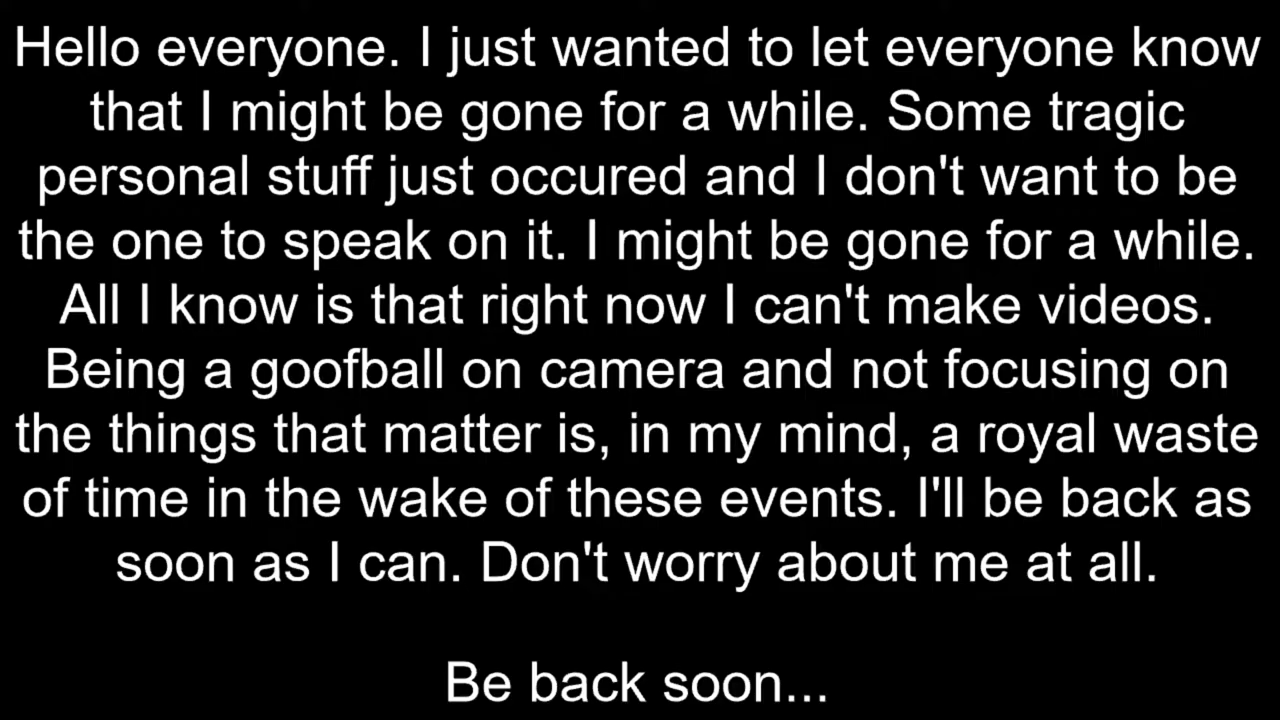 Hello everyone. I just wanted to let everyone know
that I might be gone for a while. Some tragic
personal stuff just occured and I don't want to be
the one to speak on it. I might be gone for a while.
All I know is that right now I can't make videos.
Being a goofball on camera and not focusing on
the things that matter is, in my mind, a royal waste
of time in the wake of these events. I'll be back as
soon as I can. Don't worry about me at all.
Be back soon...